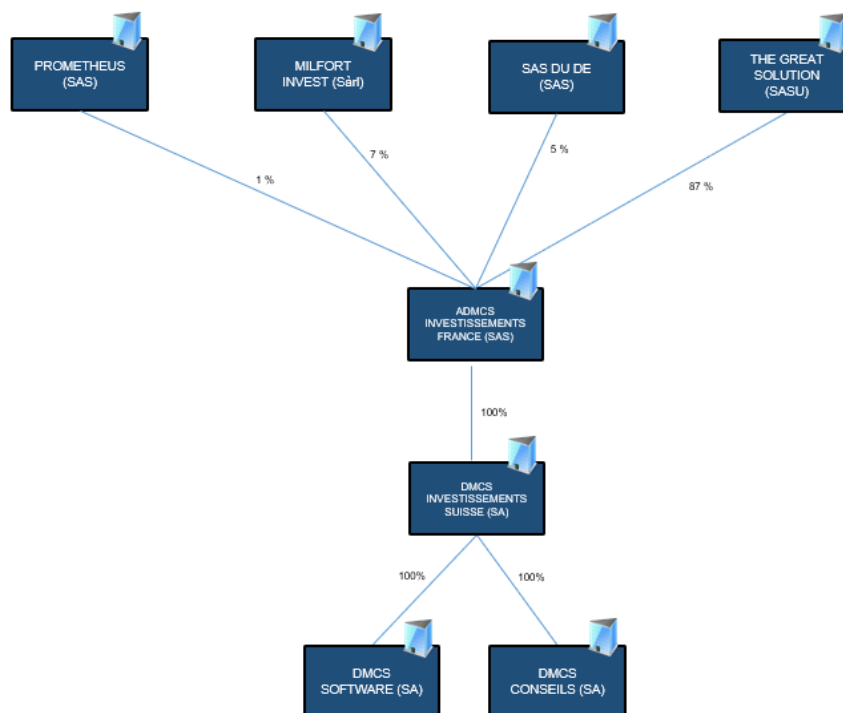 PROMETHEUS
(SAS)
MILFORT
INVEST (Sàrl)
SAS DU DE
(SAS)
THE GREAT
SOLUTION
(SASU)
1 %
7 %
5 %
87 %
ADMCS
INVESTISSEMENTS
FRANCE (SAS)
100%
DMCS
INVESTISSEMENTS
SUISSE (SA)
100%
100%
DMCS
SOFTWARE (SA)
DMCS
CONSEILS (SA)